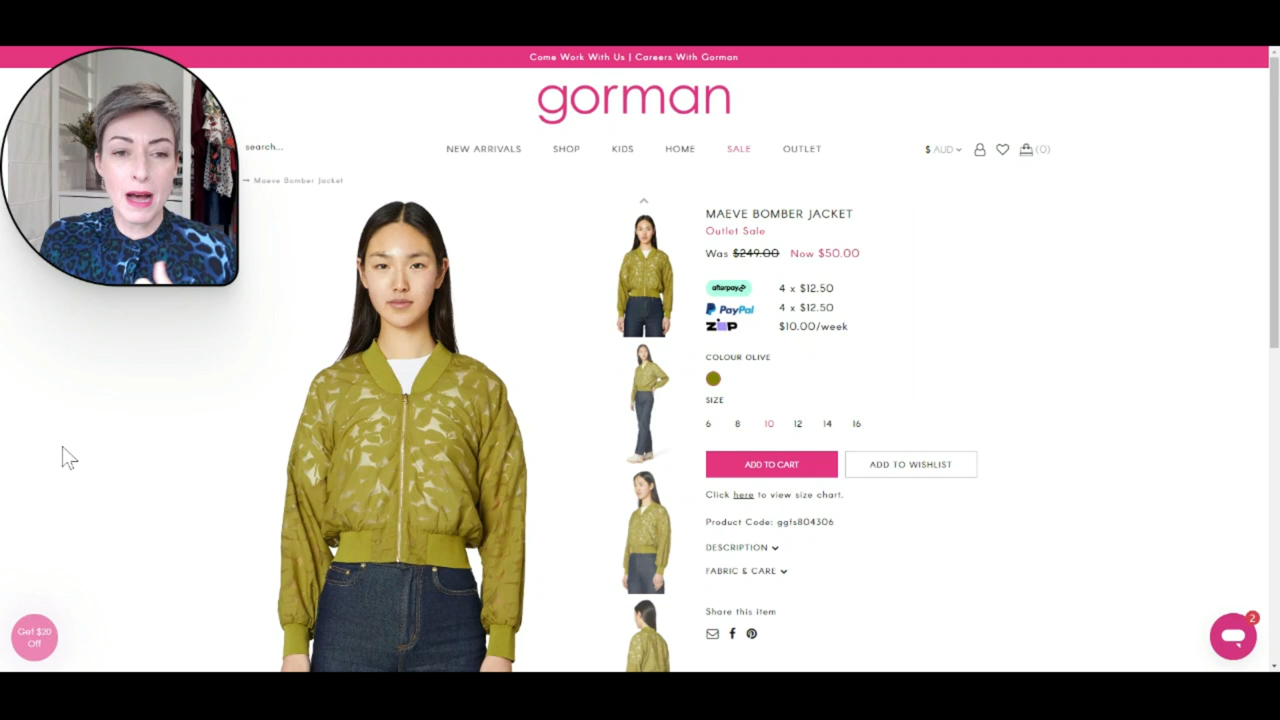 Come Work With Us | Careers With Gorman
gorman
search...
NEW ARRIVALS SHOP KIDS HOME SALE OUTLET
$ AUD (0)
→ Maeve Bomber Jacket
MAEVE BOMBER JACKET
Outlet Sale
Was $249.00 Now $50.00
afterpay 4 x $12.50
PayPal 4 x $12.50
ZIP $10.00/week
COLOUR OLIVE
SIZE
6 8 10 12 14 16
ADD TO CART ADD TO WISHLIST
Click here to view size chart.
Product Code: ggfs804306
DESCRIPTION
FABRIC & CARE
Share this item
Get $20
Off
2